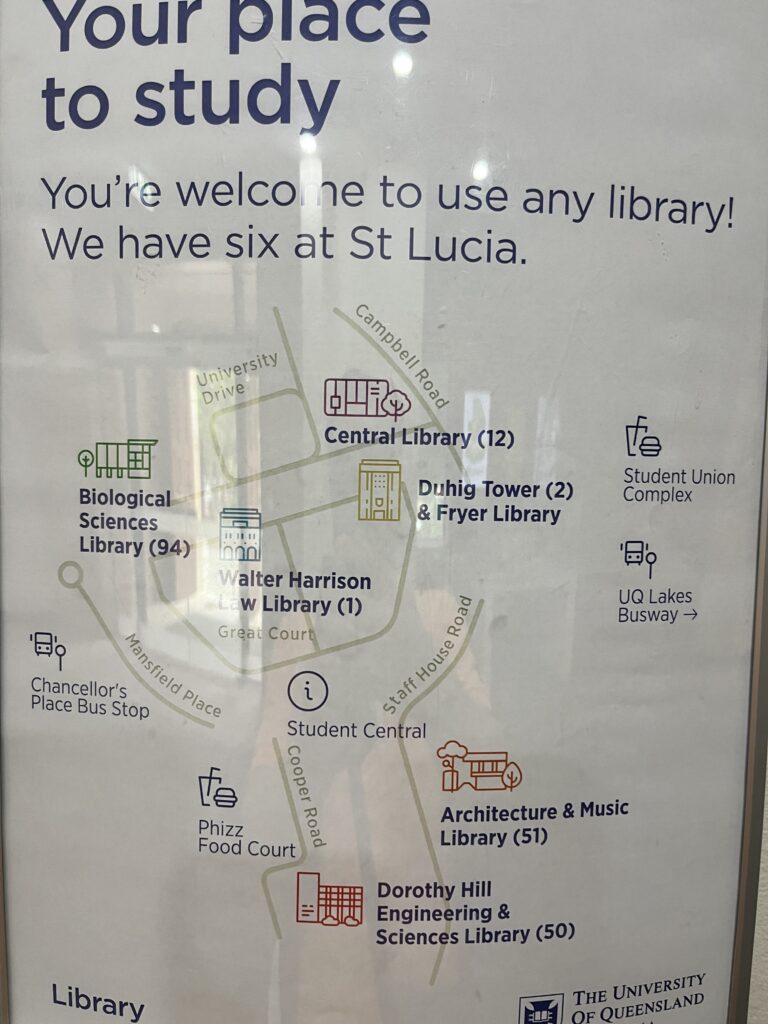 Your place
to study
You're welcome to use any library!
We have six at St Lucia.
Campbell Road
University
Drive
Central Library (12)
Student Union
Complex
Biological
Sciences
Library (94)
Duhig Tower (2)
& Fryer Library
Walter Harrison
Law Library (1)
Great Court
UQ Lakes
Busway →
Staff House Road
Mansfield Place
Chancellor's
Place Bus Stop
i
Student Central
Cooper Road
Phizz
Food Court
Architecture & Music
Library (51)
Dorothy Hill
Engineering &
Sciences Library (50)
Library
THE UNIVERSITY
OF QUEENSLAND